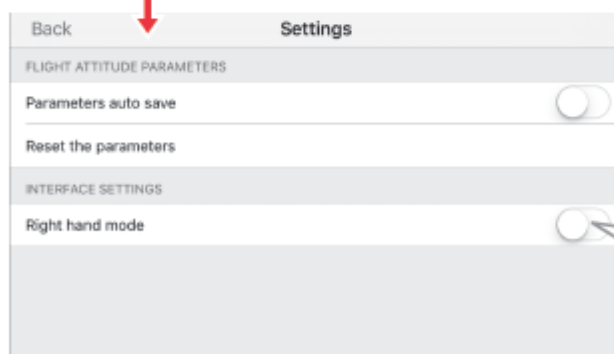 Back
Settings
FLIGHT ATTITUDE PARAMETERS
Parameters auto save
Reset the parameters
INTERFACE SETTINGS
Right hand mode